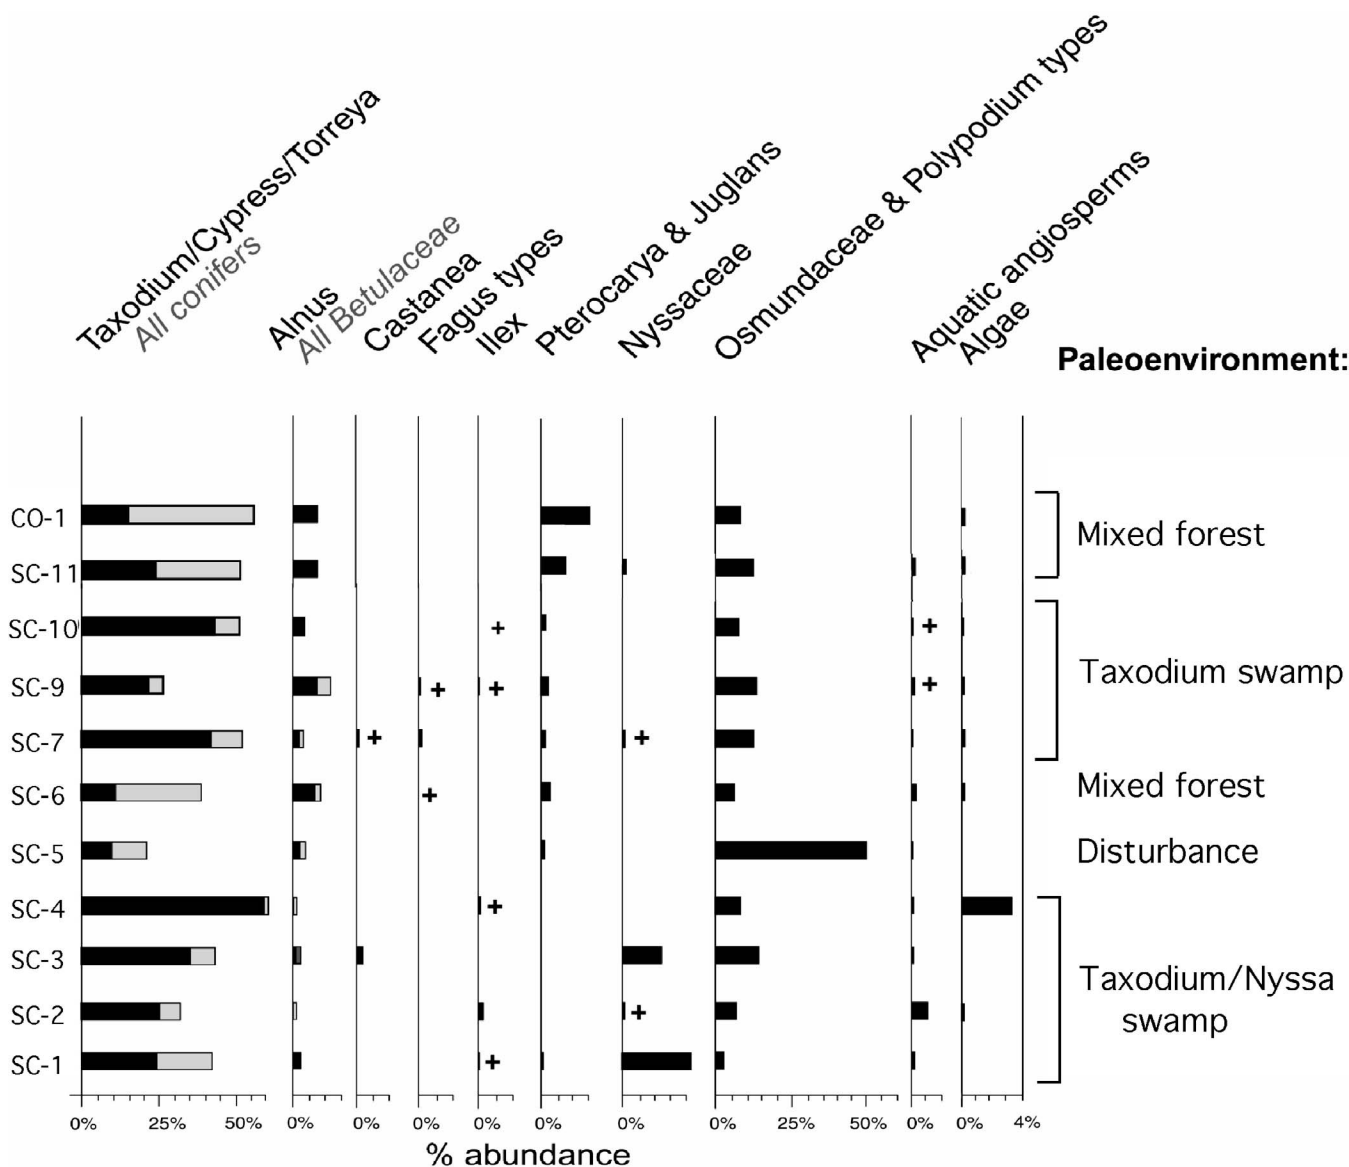 Taxodium/Cypress/Torreya
All conifers
Alnus
All Betulaceae
Castanea
Fagus types
Ilex
Pterocarya & Juglans
Nyssaceae
Osmundaceae & Polypodium types
Aquatic angiosperms
Algae
Paleoenvironment:
CO-1
Mixed forest
SC-11
SC-10
+ +
SC-9
+ + +
Taxodium swamp
SC-7
+ +
SC-6
+
Mixed forest
SC-5
Disturbance
SC-4
+
SC-3
Taxodium/Nyssa
SC-2
+
swamp
SC-1
+
0% 25% 50% 0% 0% 0% 0% 0% 0% 0% 25% 50% 0% 0% 4%
% abundance